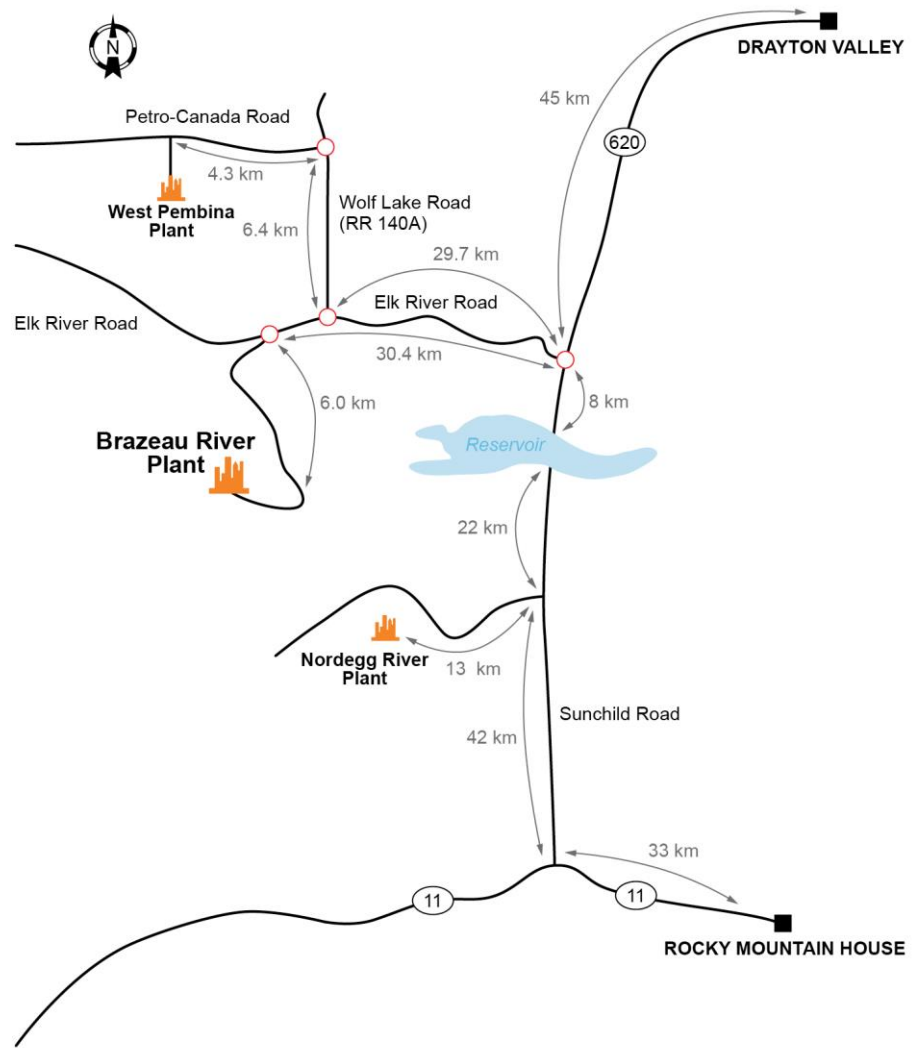 N
DRAYTON VALLEY
45 km
Petro-Canada Road
620
4.3 km
West Pembina
Plant
Wolf Lake Road
(RR 140A)
6.4 km
29.7 km
Elk River Road
Elk River Road
30.4 km
6.0 km
8 km
Brazeau River
Plant
Reservoir
22 km
Nordegg River
Plant
13 km
Sunchild Road
42 km
33 km
11
11
ROCKY MOUNTAIN HOUSE